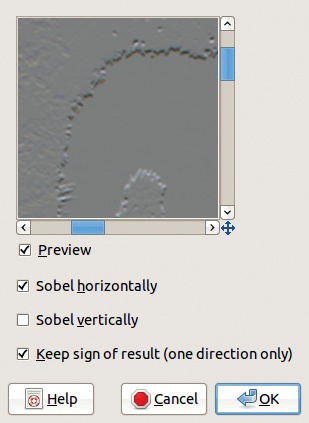 Preview
Sobel horizontally
Sobel vertically
Keep sign of result (one direction only)
Help Cancel OK